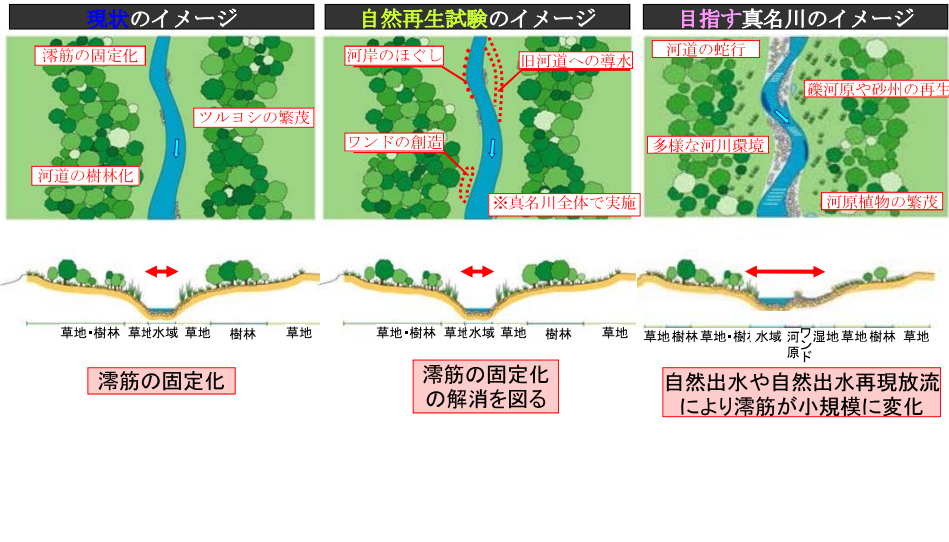 現状のイメージ
澪筋の固定化
ツルヨシの繁茂
河道の樹林化
草地・樹林 草地 水域 草地 樹林 草地
澪筋の固定化
自然再生試験のイメージ
河岸のほぐし
旧河道への導水
ワンドの創造
※真名川全体で実施
草地・樹林 草地 水域 草地 樹林 草地
澪筋の固定化
の解消を図る
目指す真名川のイメージ
河道の蛇行
礫河原や砂州の再生
多様な河川環境
河原植物の繁茂
草地 樹林 草地・樹林 水域 河原 ワンド 湿地 草地 樹林 草地
自然出水や自然出水再現放流
により澪筋が小規模に変化